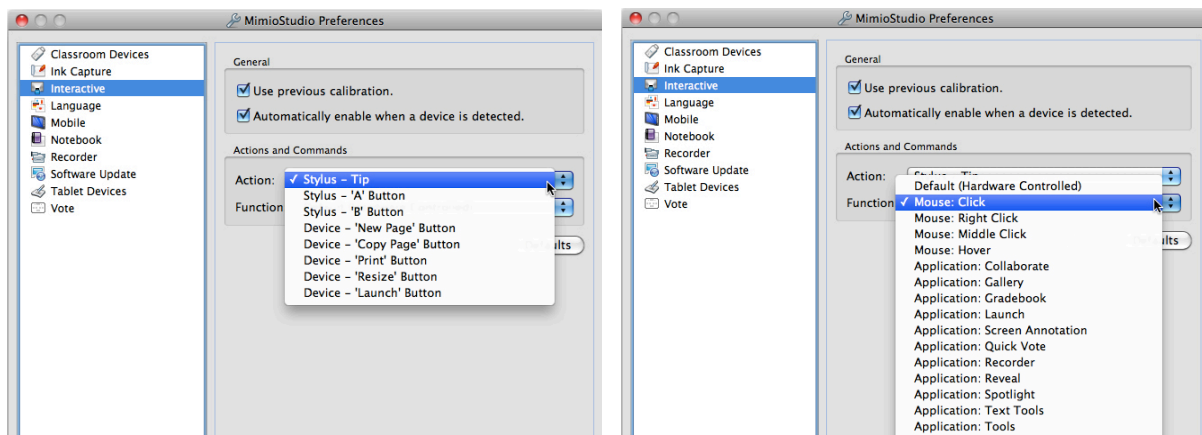 MimioStudio Preferences
Classroom Devices
Ink Capture
Interactive
Language
Mobile
Notebook
Recorder
Software Update
Tablet Devices
Vote
General
Use previous calibration.
Automatically enable when a device is detected.
Actions and Commands
Action:
✓ Stylus – Tip
Stylus – 'A' Button
Stylus – 'B' Button
Device – 'New Page' Button
Device – 'Copy Page' Button
Device – 'Print' Button
Device – 'Resize' Button
Device – 'Launch' Button
Function
MimioStudio Preferences
Classroom Devices
Ink Capture
Interactive
Language
Mobile
Notebook
Recorder
Software Update
Tablet Devices
Vote
General
Use previous calibration.
Automatically enable when a device is detected.
Actions and Commands
Action:
Function
Default (Hardware Controlled)
✓ Mouse: Click
Mouse: Right Click
Mouse: Middle Click
Mouse: Hover
Application: Collaborate
Application: Gallery
Application: Gradebook
Application: Launch
Application: Screen Annotation
Application: Quick Vote
Application: Recorder
Application: Reveal
Application: Spotlight
Application: Text Tools
Application: Tools